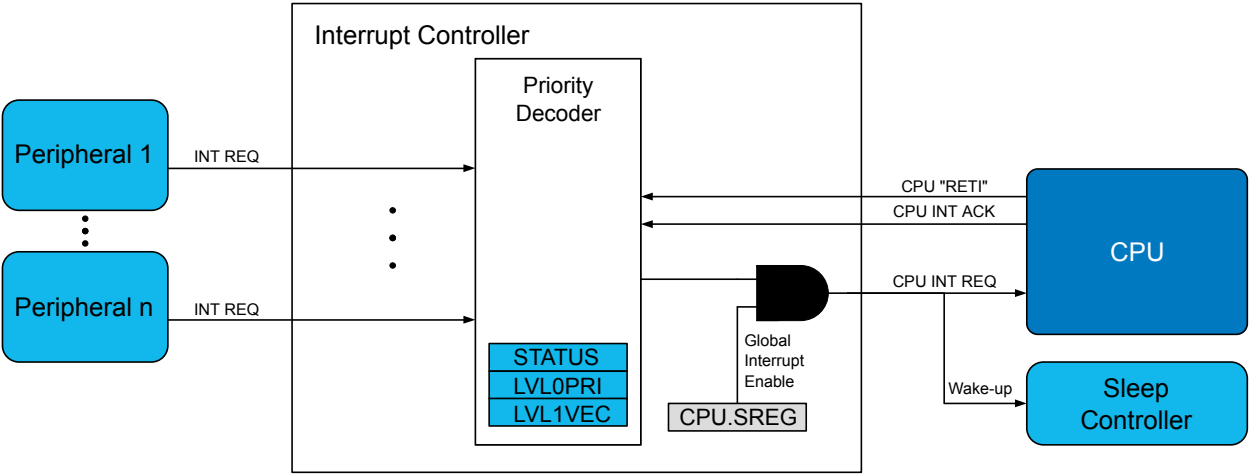 Interrupt Controller
Priority
Decoder
Peripheral 1
INT REQ
CPU "RETI"
CPU INT ACK
CPU
CPU INT REQ
Peripheral n
INT REQ
Global
Interrupt
Enable
STATUS
LVL0PRI
LVL1VEC
CPU.SREG
Wake-up
Sleep
Controller